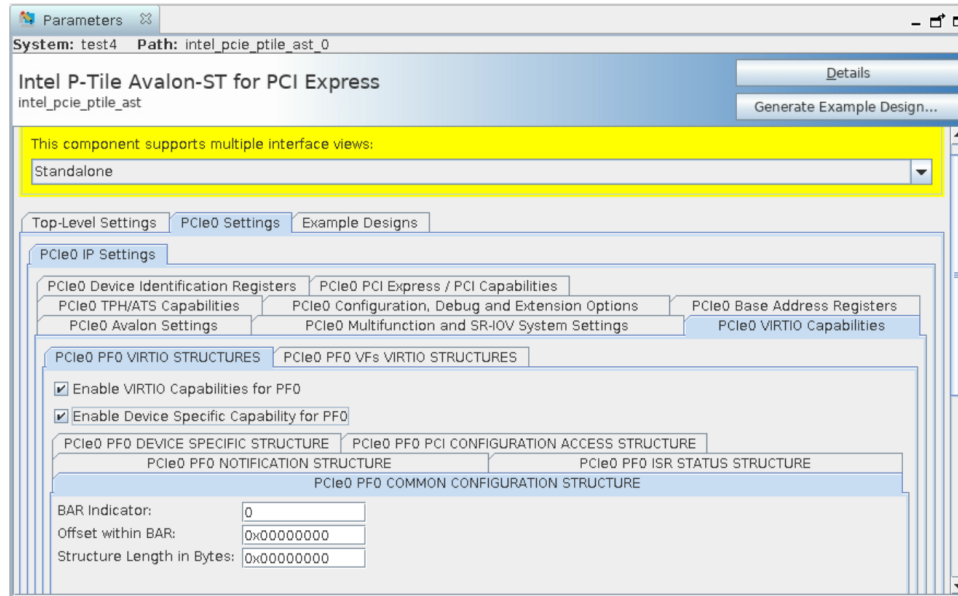 Parameters
System: test4 Path: intel_pcie_ptile_ast_0
Intel P-Tile Avalon-ST for PCI Express
intel_pcie_ptile_ast
Details
Generate Example Design...
This component supports multiple interface views:
Standalone
Top-Level Settings PCIe0 Settings Example Designs
PCIe0 IP Settings
PCIe0 Device Identification Registers PCIe0 PCI Express / PCI Capabilities
PCIe0 TPH/ATS Capabilities PCIe0 Configuration, Debug and Extension Options PCIe0 Base Address Registers
PCIe0 Avalon Settings PCIe0 Multifunction and SR-IOV System Settings PCIe0 VIRTIO Capabilities
PCIe0 PF0 VIRTIO STRUCTURES PCIe0 PF0 VFs VIRTIO STRUCTURES
Enable VIRTIO Capabilities for PF0
Enable Device Specific Capability for PF0
PCIe0 PF0 DEVICE SPECIFIC STRUCTURE PCIe0 PF0 PCI CONFIGURATION ACCESS STRUCTURE
PCIe0 PF0 NOTIFICATION STRUCTURE PCIe0 PF0 ISR STATUS STRUCTURE
PCIe0 PF0 COMMON CONFIGURATION STRUCTURE
BAR Indicator: 0
Offset within BAR: 0x00000000
Structure Length in Bytes: 0x00000000